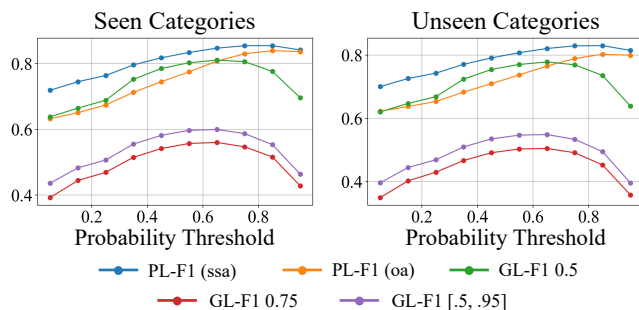 Seen Categories
Unseen Categories
0.8
0.6
0.4
0.2 0.4 0.6 0.8
Probability Threshold
0.8
0.6
0.4
0.2 0.4 0.6 0.8
Probability Threshold
PL-F1 (ssa) PL-F1 (oa) GL-F1 0.5
GL-F1 0.75 GL-F1 [.5, .95]